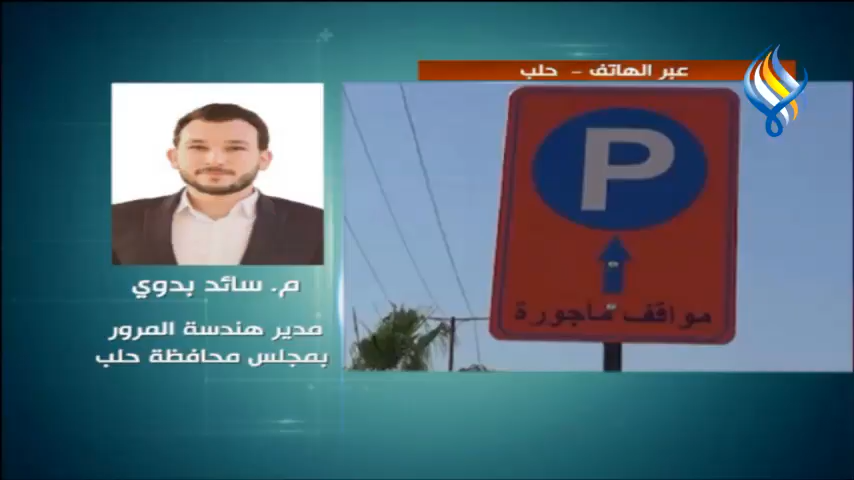 عبر الهاتف - حلب
P
مواقف مأجورة
م. سائد بدوي
مدير هندسة المرور
بمجلس محافظة حلب